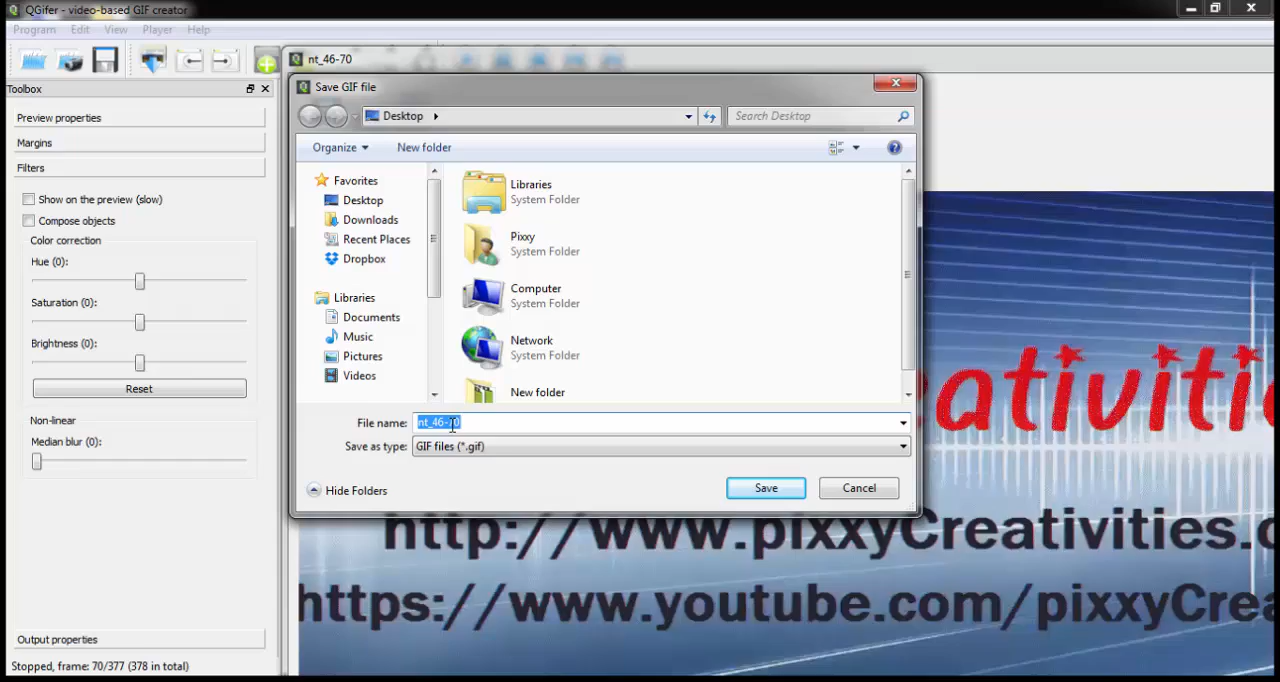 QGifer - video-based GIF creator
Program Edit View Player Help
nt_46-70
Toolbox
Save GIF file
Preview properties
Desktop
Search Desktop
Margins
Organize New folder
Filters
Favorites
Libraries
System Folder
Show on the preview (slow)
Desktop
Compose objects
Downloads
Color correction
Recent Places
Pixxy
System Folder
Hue (0):
Dropbox
Computer
System Folder
Saturation (0):
Libraries
Documents
Brightness (0):
Music
Network
System Folder
Pictures
Videos
Reset
New folder
Non-linear
File name: nt_46-70
Median blur (0):
Save as type: GIF files (*.gif)
Hide Folders
Save Cancel
eativitie
http://www.pixxyCreativities.c
https://www.youtube.com/pixxyCrea
Output properties
Stopped, frame: 70/377 (378 in total)